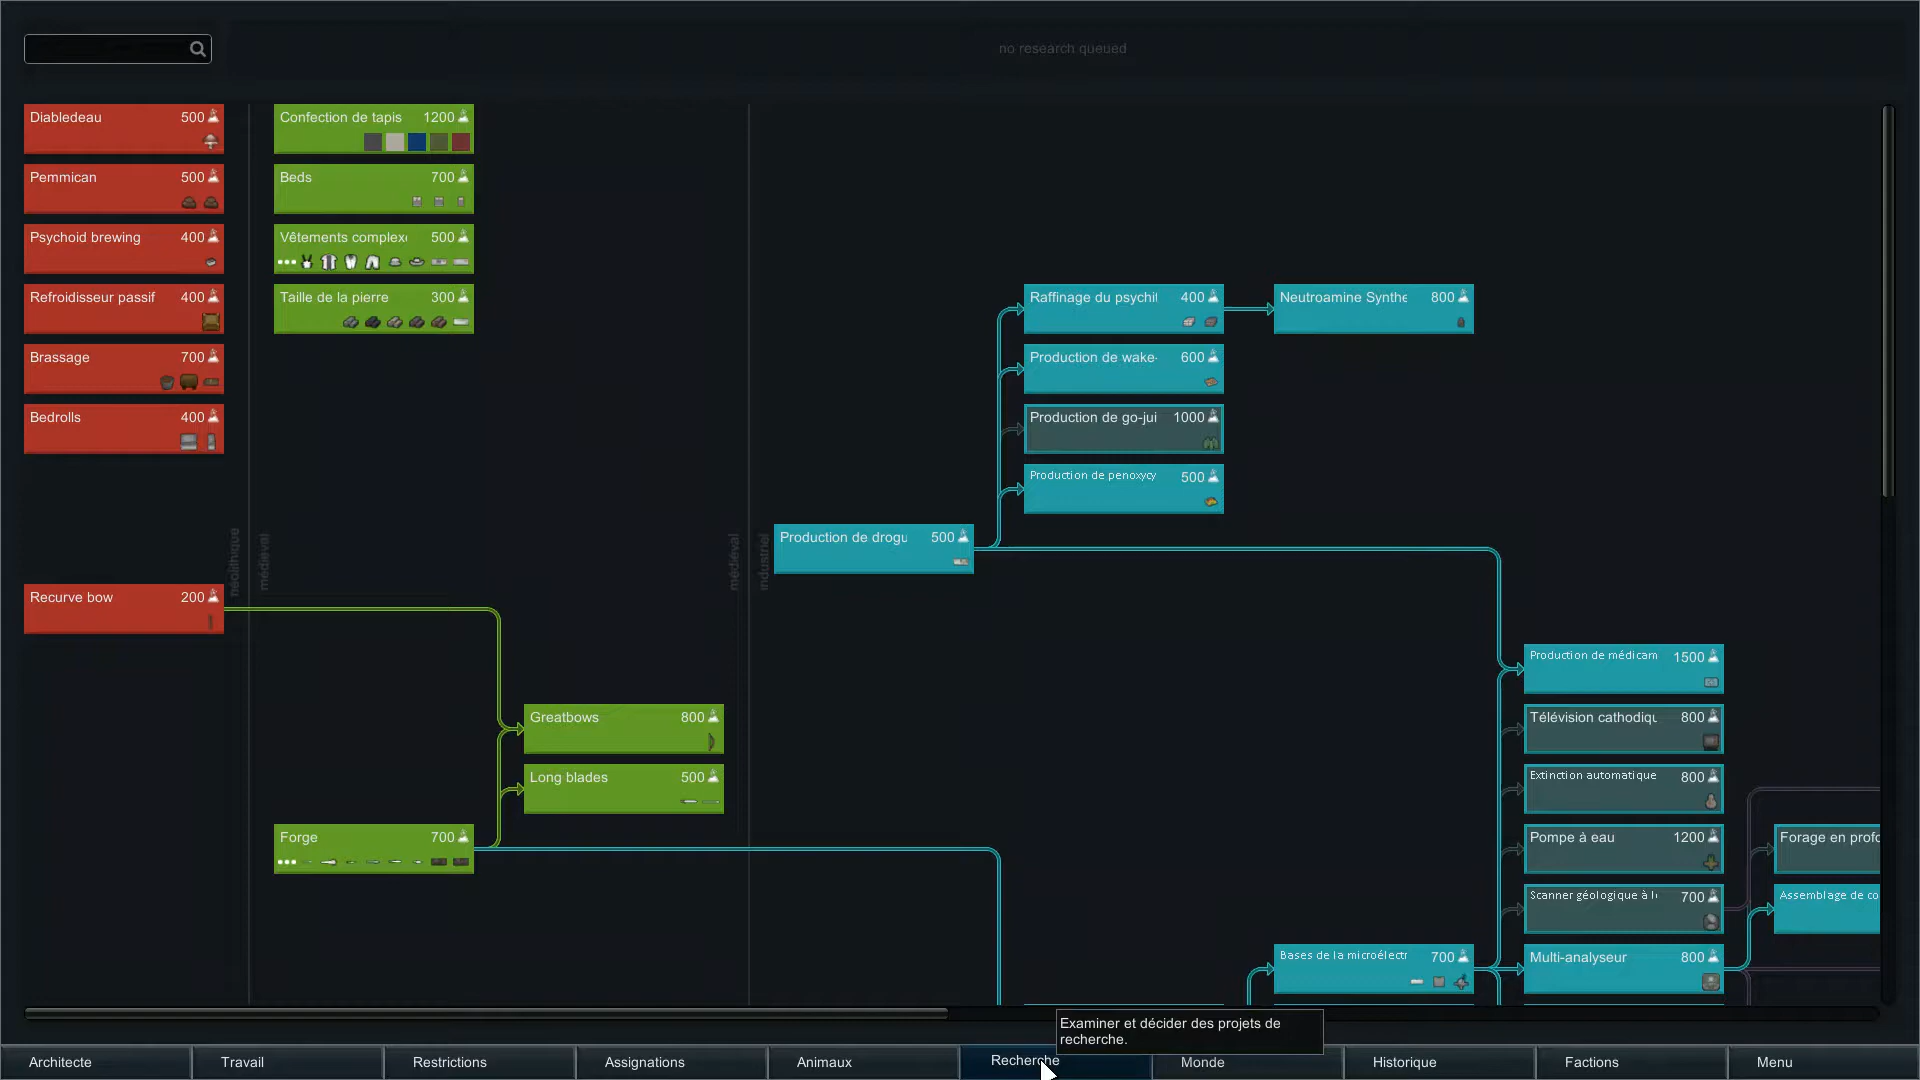 no research queued
Diabledeau 500
Confection de tapis 1200
Pemmican 500
Beds 700
Psychoid brewing 400
Vêtements complex 500
Refroidisseur passif 400
Taille de la pierre 300
Raffinage du psychi 400
Neutroamine Synthe 800
Brassage 700
Production de wake- 600
Bedrolls 400
Production de go-jui 1000
Production de penoxycy 500
Production de drogu 500
néolithique
médiéval
médiéval
industriel
Recurve bow 200
Production de médicam 1500
Greatbows 800
Télévision cathodiqu 800
Long blades 500
Extinction automatique 800
Forge 700
Pompe à eau 1200
Forage en profo
Scanner géologique à l 700
Assemblage de co
Bases de la microélectr 700
Multi-analyseur 800
Examiner et décider des projets de
recherche.
Architecte
Travail
Restrictions
Assignations
Animaux
Recherche
Monde
Historique
Factions
Menu